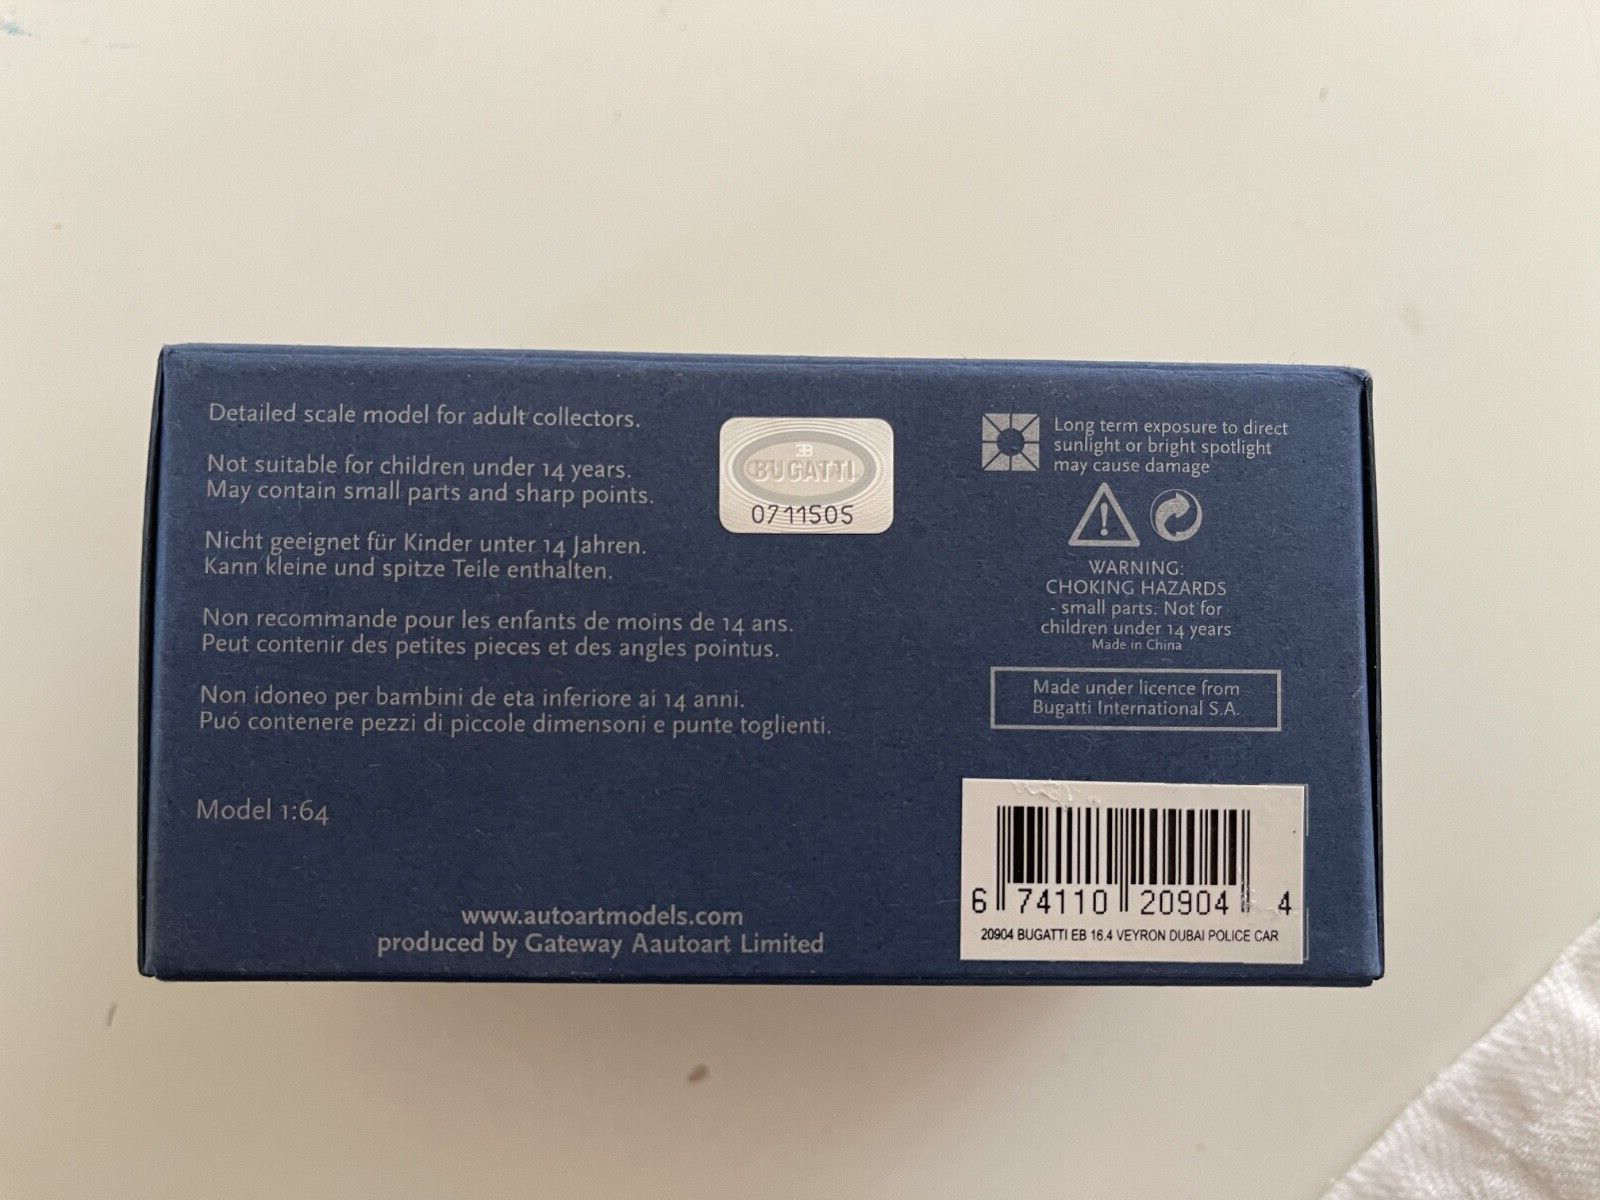 Detailed scale model for adult collectors.
Not suitable for children under 14 years.
May contain small parts and sharp points.
Nicht geeignet für Kinder unter 14 Jahren.
Kann kleine und spitze Teile enthalten.
Non recommande pour les enfants de moins de 14 ans.
Peut contenir des petites pieces et des angles pointus.
Non idoneo per bambini de eta inferiore ai 14 anni.
Puó contenere pezzi di piccole dimensoni e punte toglienti.
Model 1:64
www.autoartmodels.com
produced by Gateway Aautoart Limited
EB
BUGATTI
0711505
Long term exposure to direct
sunlight or bright spotlight
may cause damage
WARNING:
CHOKING HAZARDS
- small parts. Not for
children under 14 years
Made in China
Made under licence from
Bugatti International S.A.
6 74110 20904 4
20904 BUGATTI EB 16.4 VEYRON DUBAI POLICE CAR